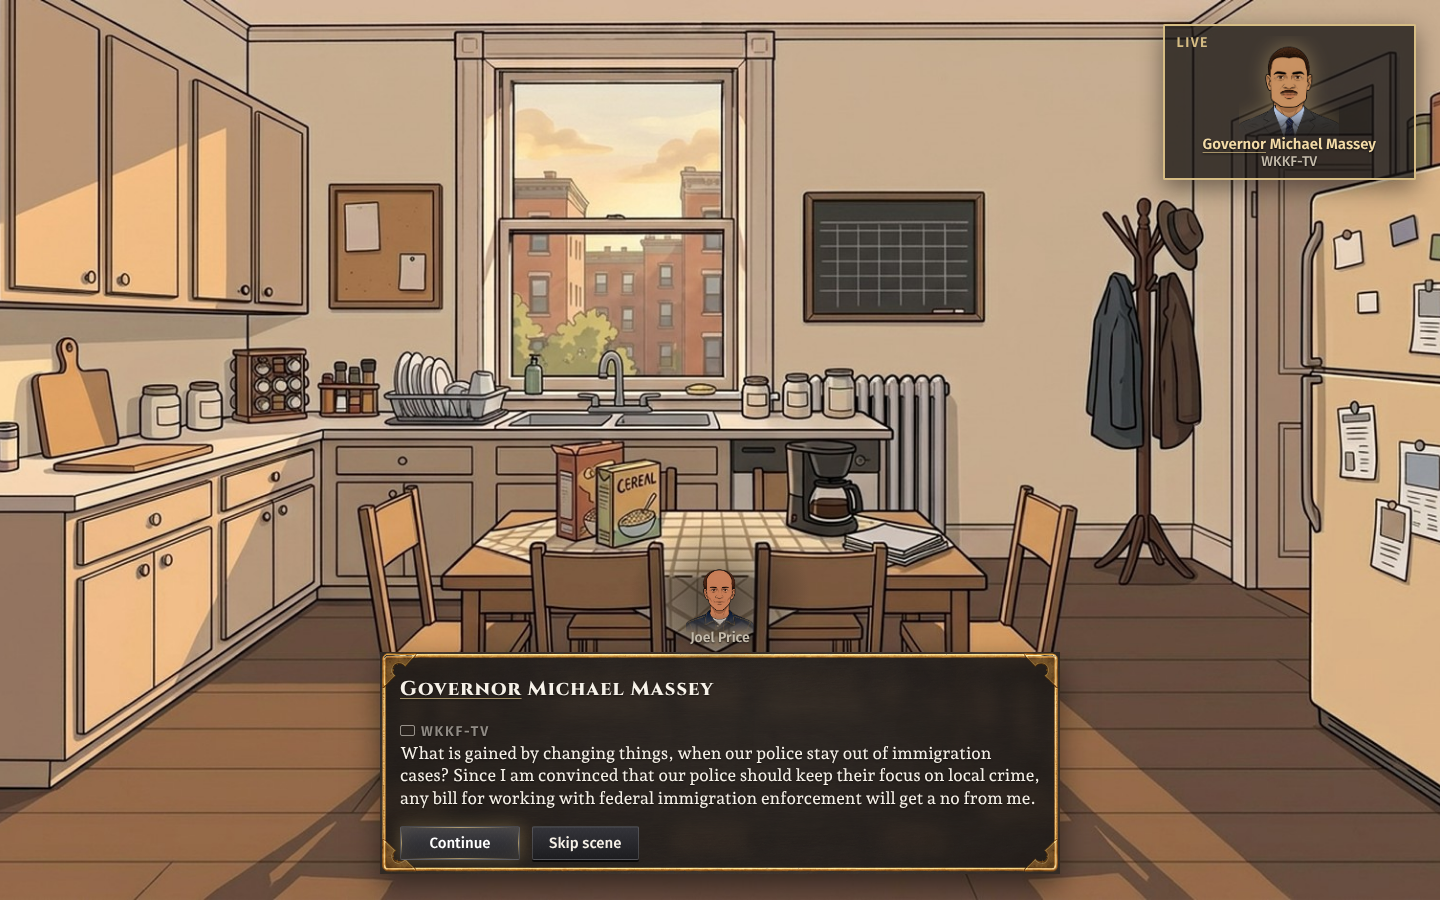 LIVE
Governor Michael Massey
WKKF-TV
CEREAL
Joel Price
Governor Michael Massey
WKKF-TV
What is gained by changing things, when our police stay out of immigration
cases? Since I am convinced that our police should keep their focus on local crime,
any bill for working with federal immigration enforcement will get a no from me.
Continue
Skip scene